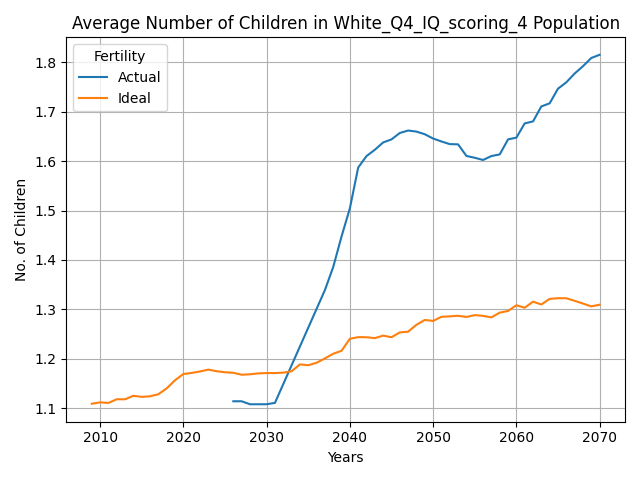 Average Number of Children in White_Q4_IQ_scoring_4 Population
Fertility
Actual
Ideal
No. of Children
1.8
1.7
1.6
1.5
1.4
1.3
1.2
1.1
2010 2020 2030 2040 2050 2060 2070
Years